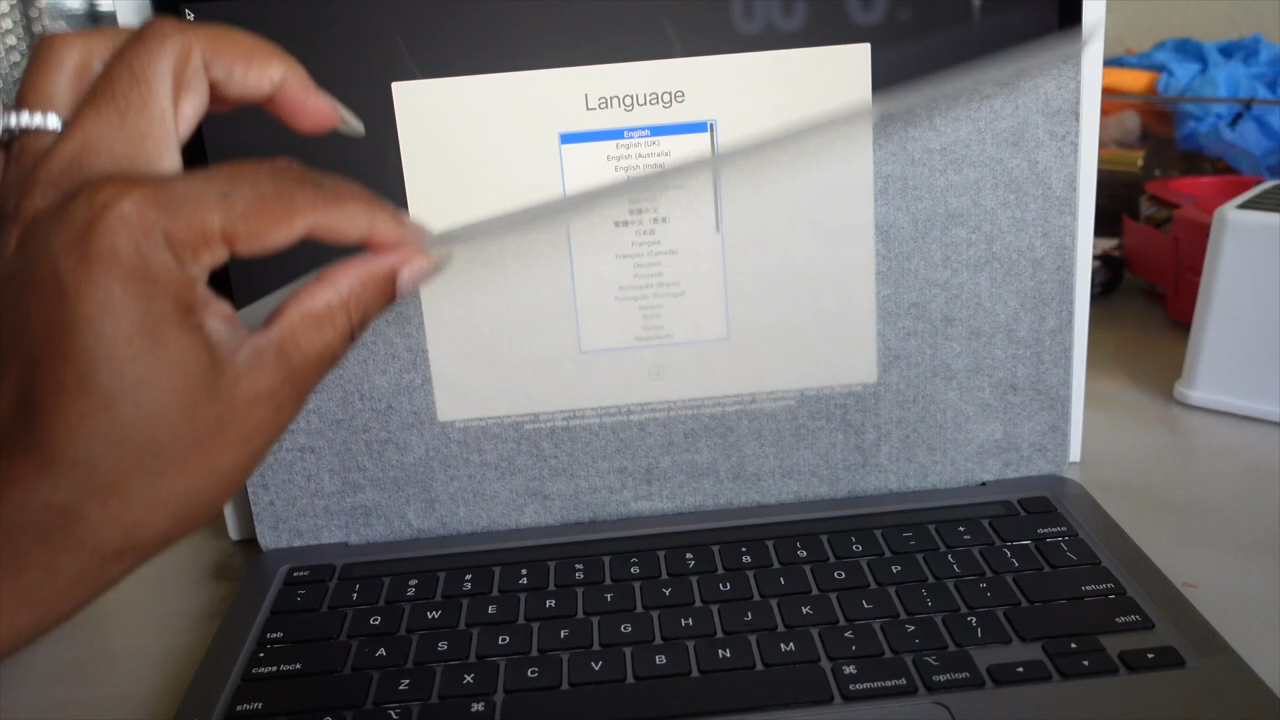 Language
English
English (UK)
English (Australia)
English (India)
繁體中文
繁體中文（香港）
日本語
Français
Français (Canada)
Deutsch
Русский
Português (Brasil)
Português (Portugal)
Italiano
esc
delete
~ ` ! 1 @ 2 # 3 $ 4 % 5 ^ 6 & 7 * 8 ( 9 ) 0 _ - + =
tab Q W E R T Y U I O P { [ } ] | \
caps lock A S D F G H J K L : ; " ' return
shift Z X C V B N M < , > . ? / shift
⌥ ⌘ ⌘ command ⌥ option ◄ ▲ ▼ ►